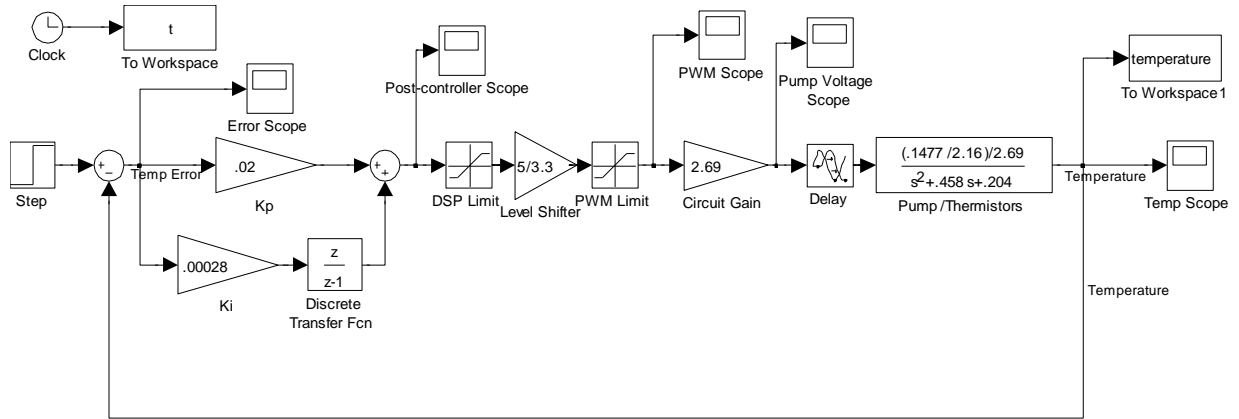 t
Clock
To Workspace
Error Scope
Post-controller Scope
PWM Scope
Pump Voltage
Scope
temperature
To Workspace1
+
−
Step
Temp Error
.02
Kp
+
+
DSP Limit
5/3.3
Level Shifter
PWM Limit
2.69
Circuit Gain
Delay
(.1477 /2.16)/2.69
s²+.458 s+.204
Pump /Thermistors
Temperature
Temp Scope
.00028
Ki
z
z-1
Discrete
Transfer Fcn
Temperature